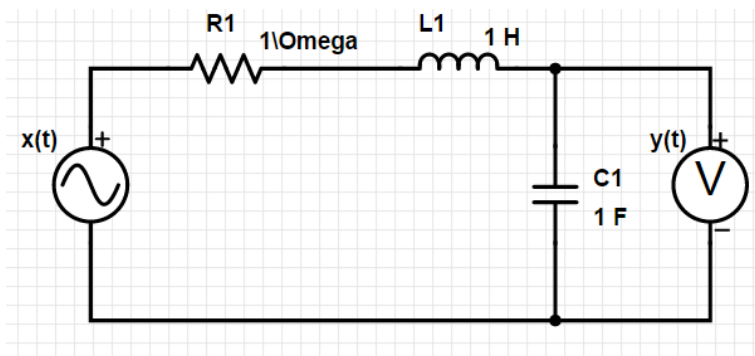 R1
1\Omega
L1
1 H
x(t)
+
y(t)
+
V
−
C1
1 F